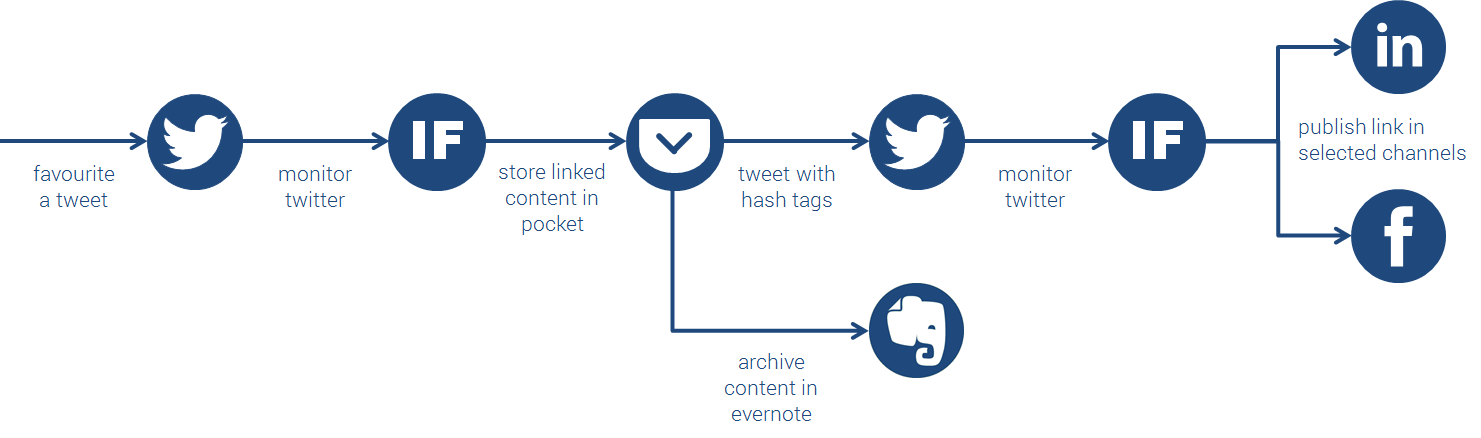 favourite
a tweet
monitor
twitter
IF
store linked
content in
pocket
tweet with
hash tags
monitor
twitter
IF
in
publish link in
selected channels
f
archive
content in
evernote